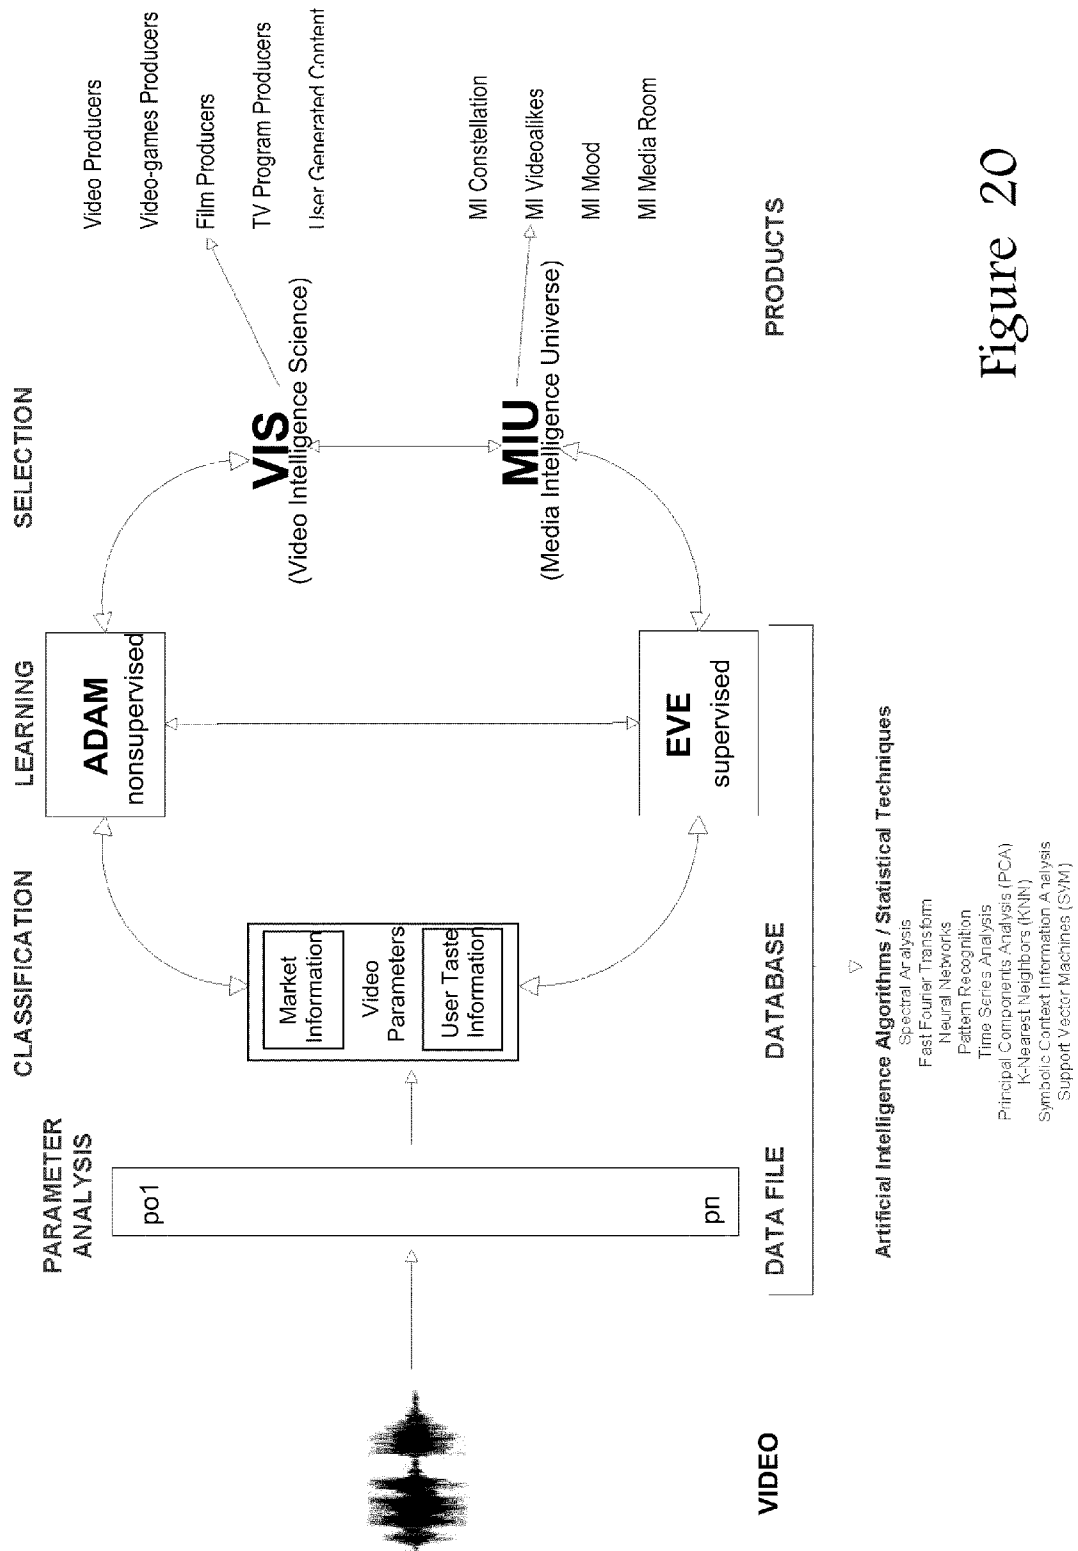 PARAMETER
ANALYSIS
CLASSIFICATION
LEARNING
SELECTION
po1
pn
Market
Information
Video
Parameters
User Taste
Information
ADAM
nonsupervised
EVE
supervised
VIS
(Video Intelligence Science)
MIU
(Media Intelligence Universe)
Video Producers
Video-games Producers
Film Producers
TV Program Producers
User Generated Content
MI Constellation
MI Videoalikes
MI Mood
MI Media Room
VIDEO
DATA FILE
DATABASE
PRODUCTS
Artificial Intelligence Algorithms / Statistical Techniques
Spectral Analysis
Fast Fourier Transform
Neural Networks
Pattern Recognition
Time Series Analysis
Principal Components Analysis (PCA)
K-Nearest Neighbors (KNN)
Symbolic Context Information Analysis
Support Vector Machines (SVM)
Figure 20